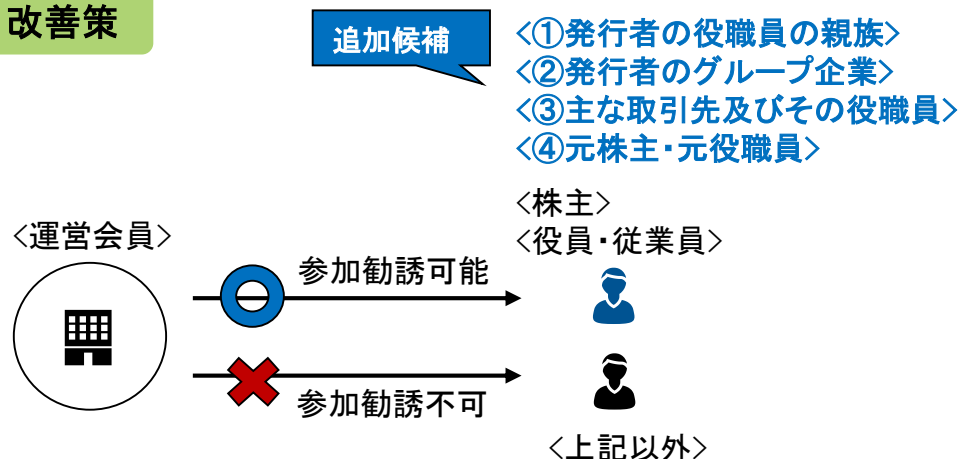 改善策
追加候補
<①発行者の役職員の親族>
<②発行者のグループ企業>
<③主な取引先及びその役職員>
<④元株主・元役職員>
<株主>
<役員・従業員>
<運営会員>
参加勧誘可能
参加勧誘不可
<上記以外>